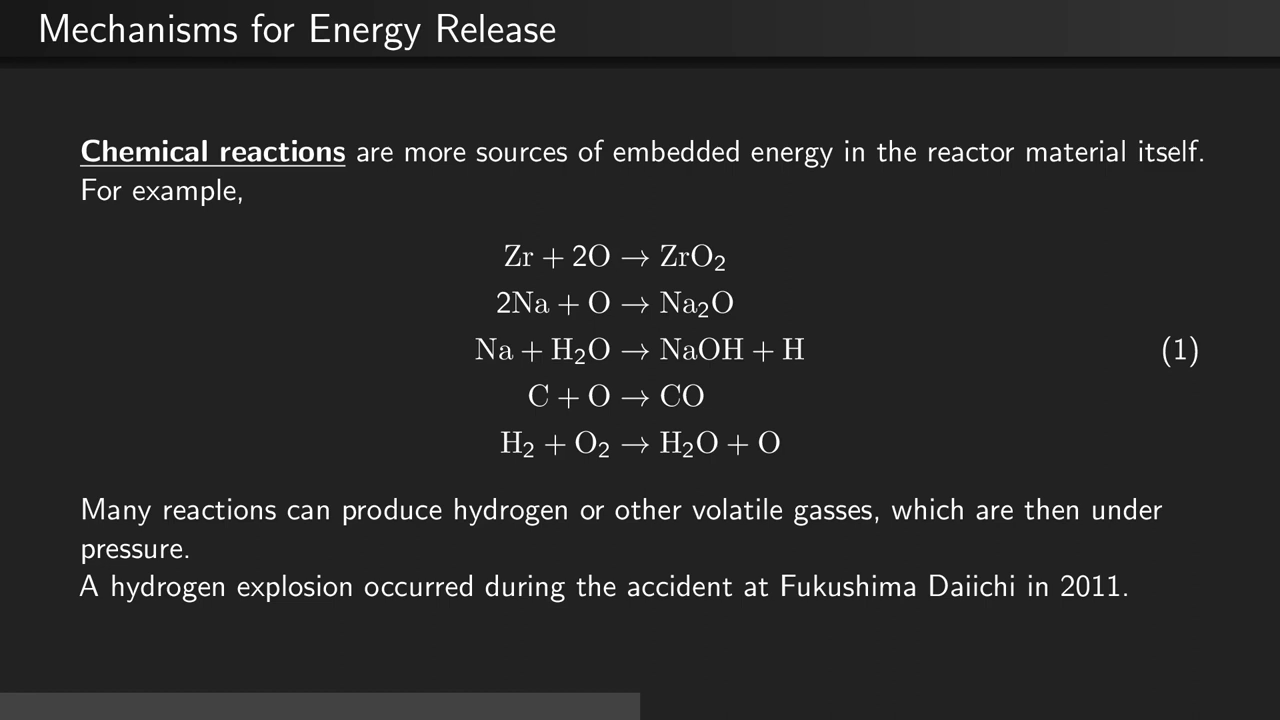 Mechanisms for Energy Release
Chemical reactions are more sources of embedded energy in the reactor material itself.
For example,
Zr + 2O → ZrO₂
2Na + O → Na₂O
Na + H₂O → NaOH + H (1)
C + O → CO
H₂ + O₂ → H₂O + O
Many reactions can produce hydrogen or other volatile gasses, which are then under
pressure.
A hydrogen explosion occurred during the accident at Fukushima Daiichi in 2011.